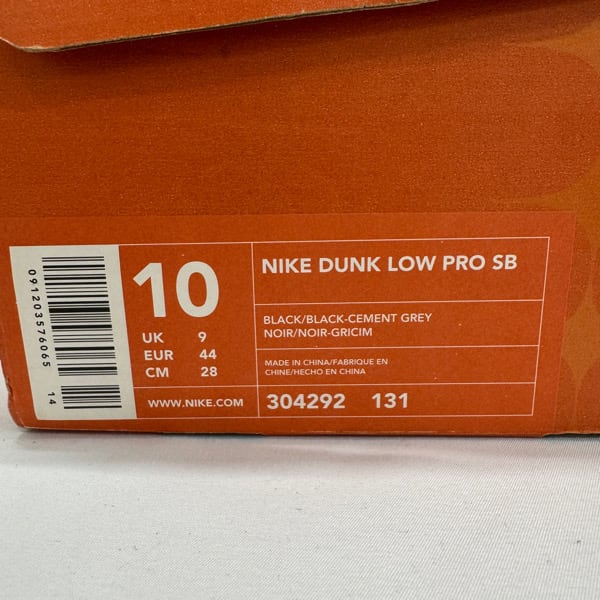 091203576065
14
10
UK 9
EUR 44
CM 28
WWW.NIKE.COM
NIKE DUNK LOW PRO SB
BLACK/BLACK-CEMENT GREY
NOIR/NOIR-GRICIM
MADE IN CHINA/FABRIQUE EN
CHINE/HECHO EN CHINA
304292 131